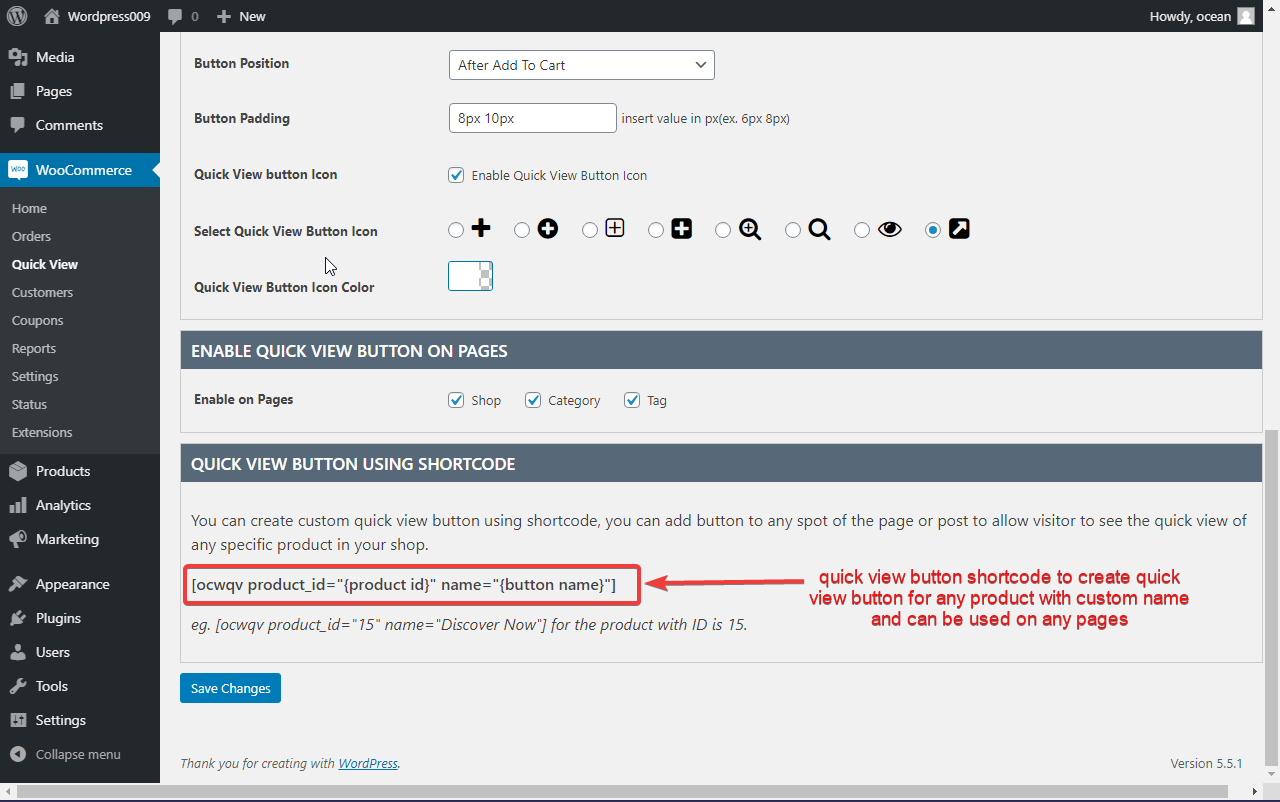 Wordpress009
0
New
Howdy, ocean
Media
Pages
Comments
woo
WooCommerce
Home
Orders
Quick View
Customers
Coupons
Reports
Settings
Status
Extensions
Products
Analytics
Marketing
Appearance
Plugins
Users
Tools
Settings
Collapse menu
Button Position
After Add To Cart
Button Padding
8px 10px
insert value in px(ex. 6px 8px)
Quick View button Icon
Enable Quick View Button Icon
Select Quick View Button Icon
Quick View Button Icon Color
ENABLE QUICK VIEW BUTTON ON PAGES
Enable on Pages
Shop
Category
Tag
QUICK VIEW BUTTON USING SHORTCODE
You can create custom quick view button using shortcode, you can add button to any spot of the page or post to allow visitor to see the quick view of
any specific product in your shop.
[ocwqv product_id="{product id}" name="{button name}"]
quick view button shortcode to create quick
view button for any product with custom name
and can be used on any pages
eg. [ocwqv product_id="15" name="Discover Now"] for the product with ID is 15.
Save Changes
Thank you for creating with WordPress.
Version 5.5.1